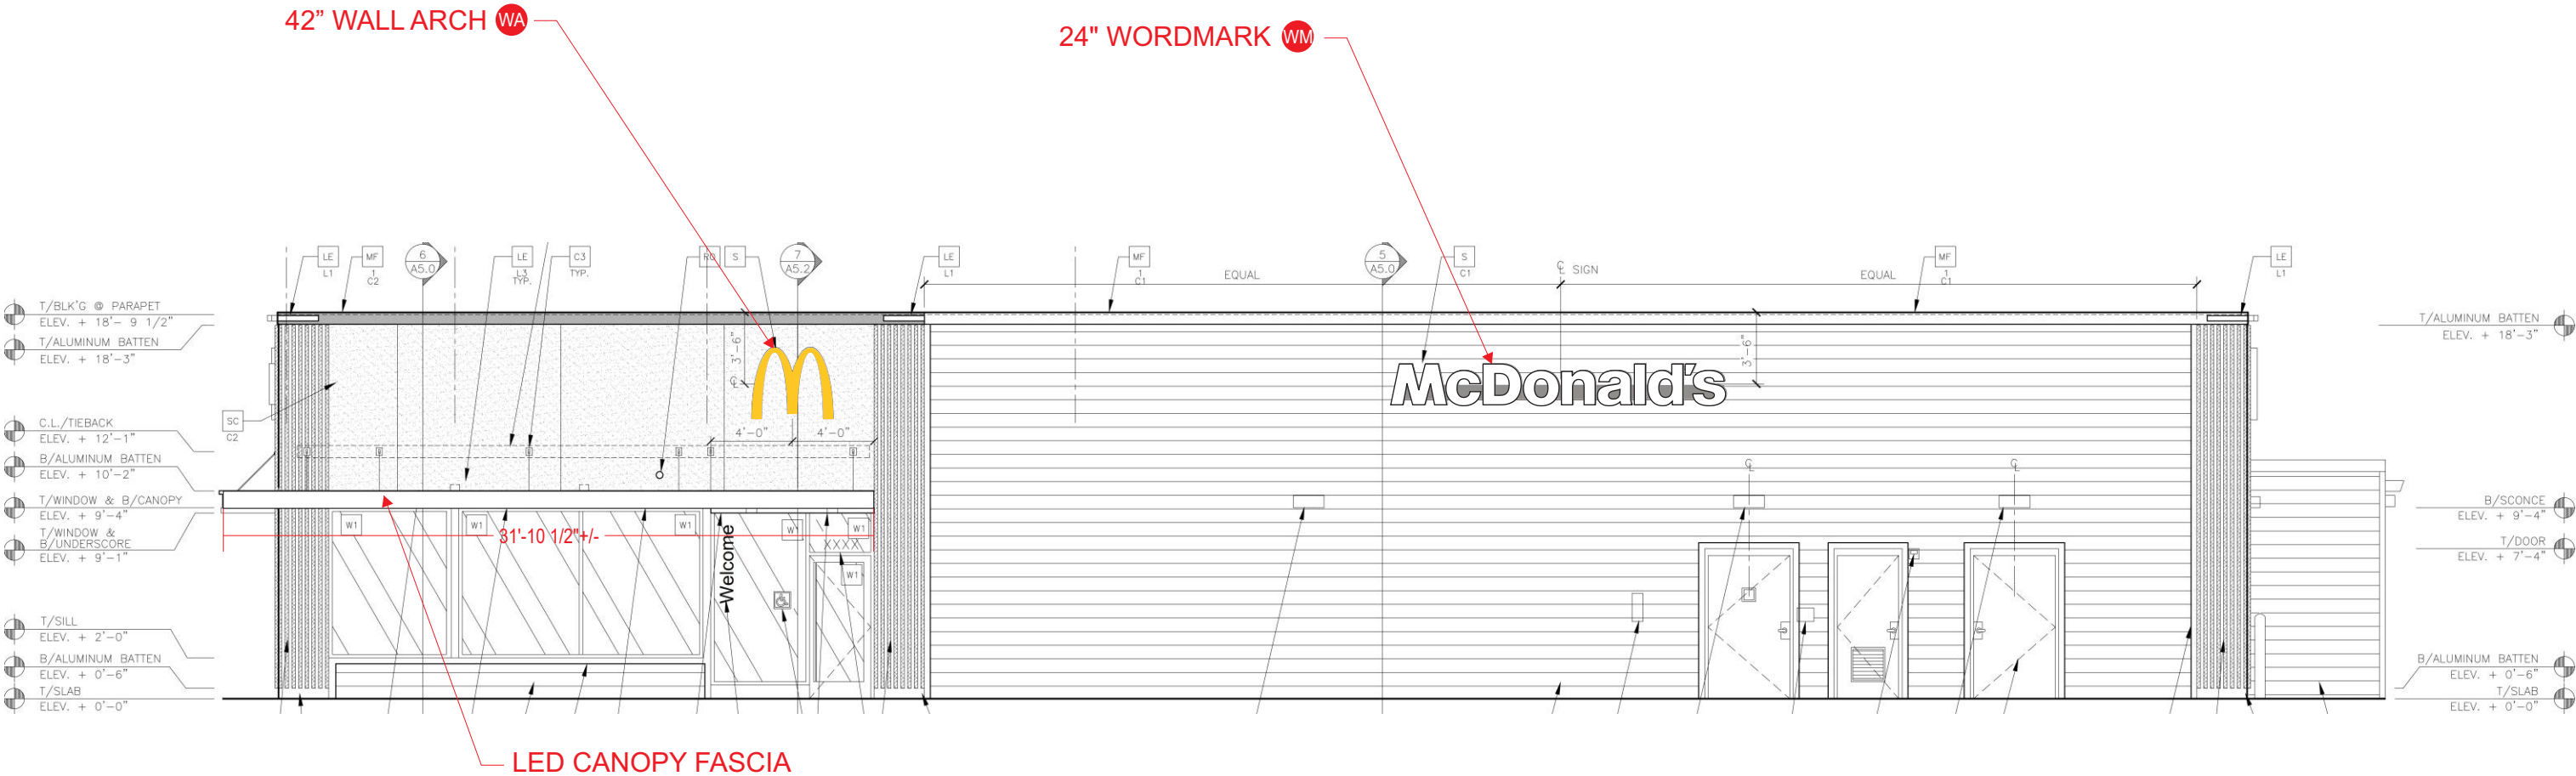 42” WALL ARCH WA
24" WORDMARK WM
LE
L1
MF
1
C2
6
A5.0
LE
L3
TYP.
C3
TYP.
RO
S
7
A5.2
LE
L1
MF
1
C1
EQUAL
5
A5.0
S
C1
℄ SIGN
EQUAL
MF
1
C1
LE
L1
T/BLK'G @ PARAPET
ELEV. + 18'- 9 1/2"
T/ALUMINUM BATTEN
ELEV. + 18'-3"
C.L./TIEBACK
ELEV. + 12'-1"
B/ALUMINUM BATTEN
ELEV. + 10'-2"
T/WINDOW & B/CANOPY
ELEV. + 9'-4"
T/WINDOW &
B/UNDERSCORE
ELEV. + 9'-1"
T/SILL
ELEV. + 2'-0"
B/ALUMINUM BATTEN
ELEV. + 0'-6"
T/SLAB
ELEV. + 0'-0"
SC
C2
3'-6"
℄
M
4'-0"
4'-0"
W1
W1
W1
W1
W1
W1
31'-10 1/2"+/-
XXXX
Welcome
McDonald's
3'-6"
℄
℄
T/ALUMINUM BATTEN
ELEV. + 18'-3"
B/SCONCE
ELEV. + 9'-4"
T/DOOR
ELEV. + 7'-4"
B/ALUMINUM BATTEN
ELEV. + 0'-6"
T/SLAB
ELEV. + 0'-0"
LED CANOPY FASCIA